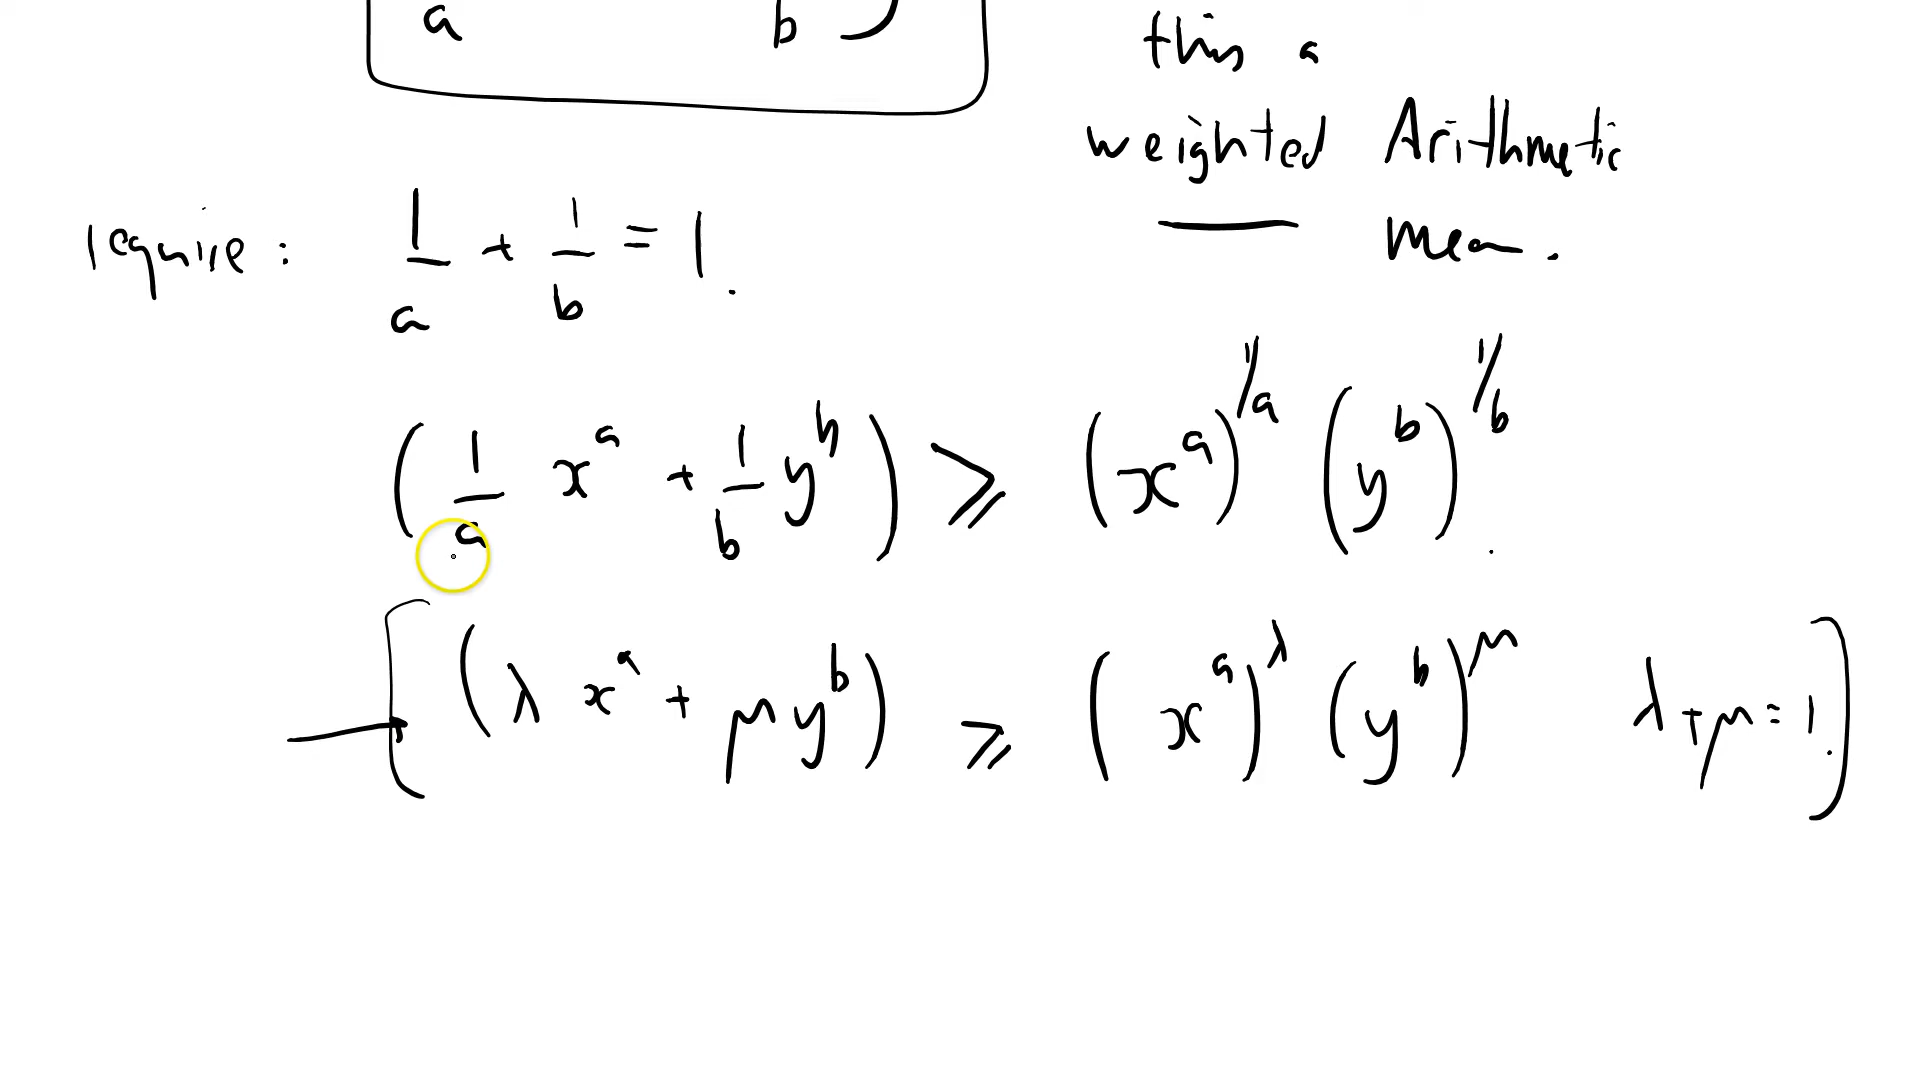 a b )
this a
weighted Arithmetic
mean.
require: 1/a + 1/b = 1.
(1/a x^a + 1/b y^b) ⩾ (x^a)^{1/a} (y^b)^{1/b}.
[(λ x^a + μ y^b) ⩾ (x^a)^λ (y^b)^μ λ + μ = 1.]